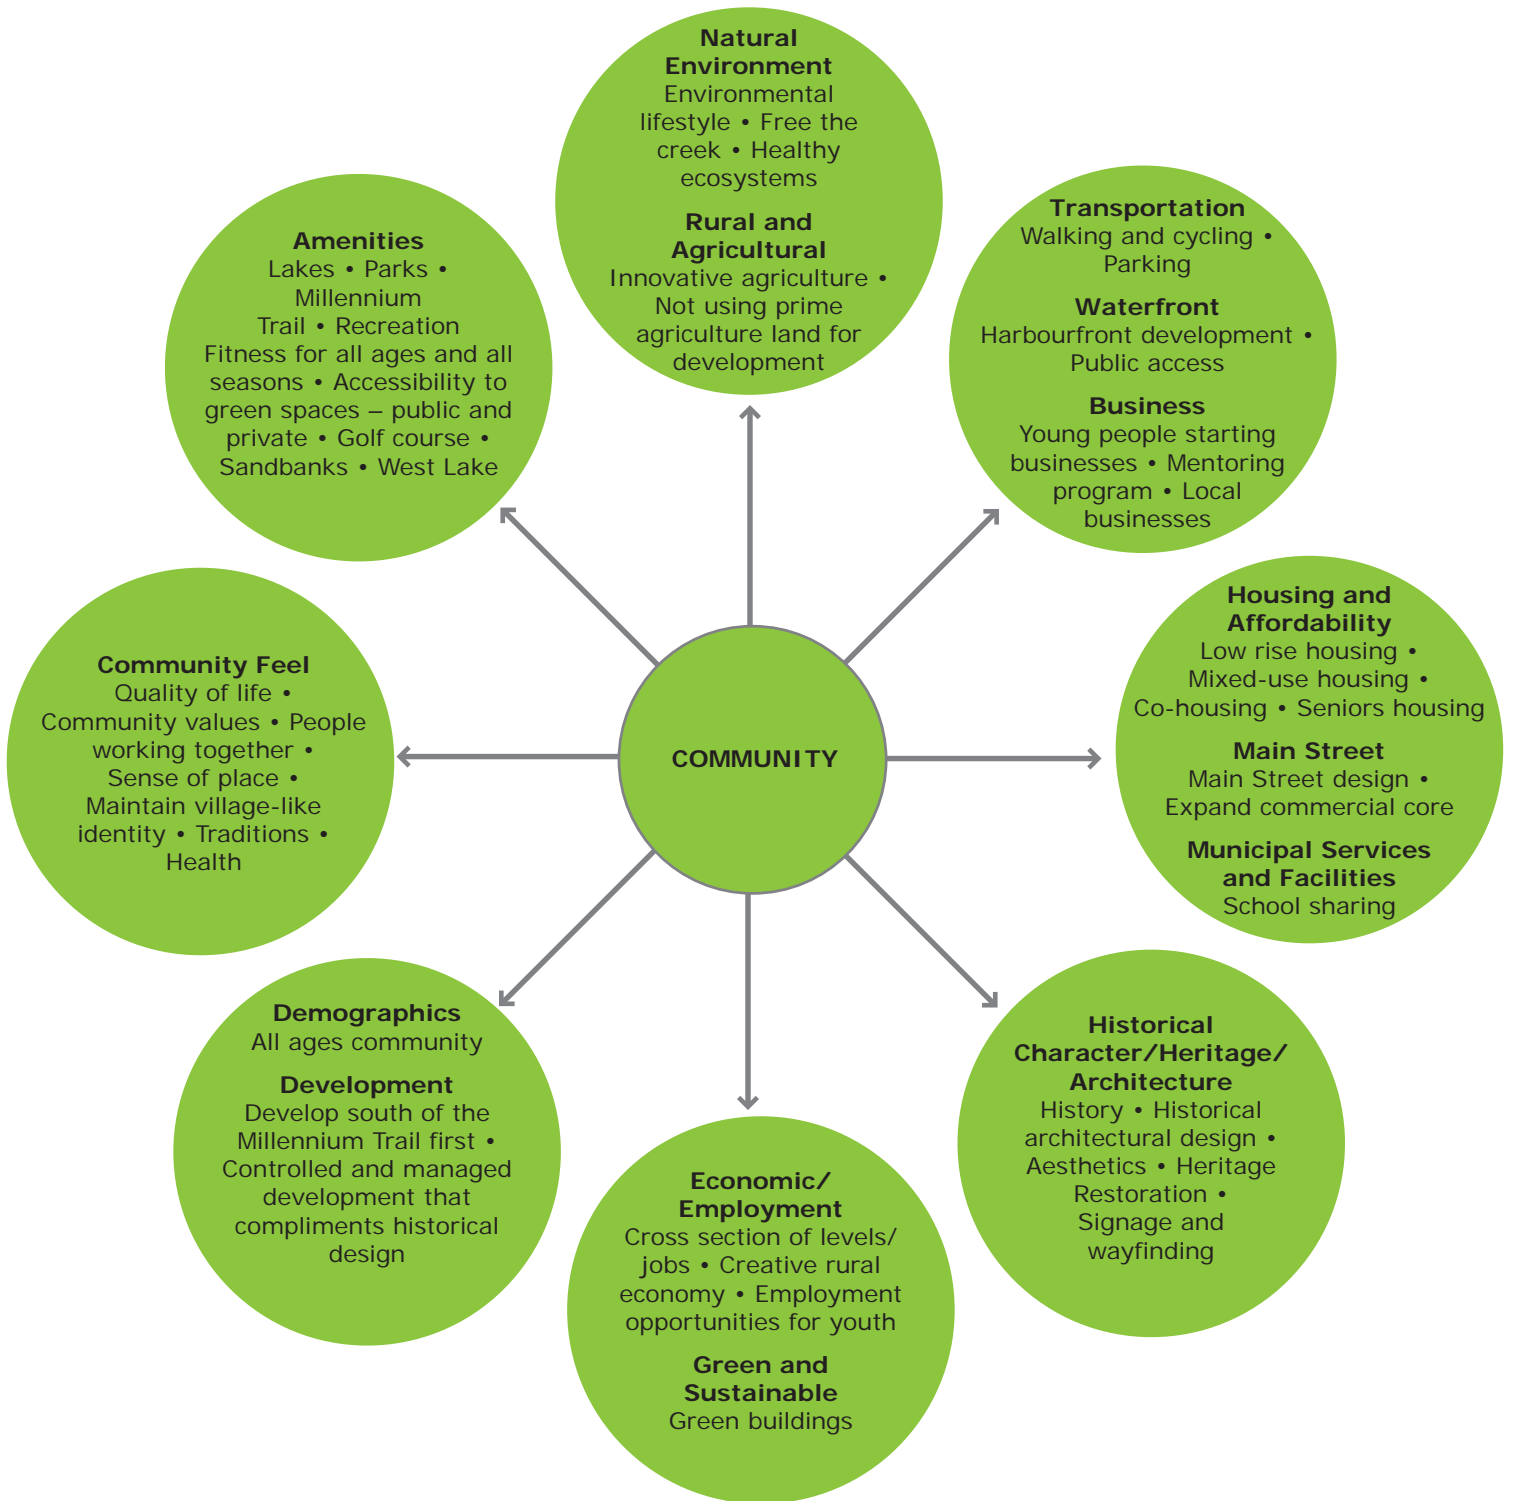 Natural
Environment
Environmental
lifestyle • Free the
creek • Healthy
ecosystems
Rural and
Agricultural
Innovative agriculture •
Not using prime
agriculture land for
development
Transportation
Walking and cycling •
Parking
Waterfront
Harbourfront development •
Public access
Business
Young people starting
businesses • Mentoring
program • Local
businesses
Housing and
Affordability
Low rise housing •
Mixed-use housing •
Co-housing • Seniors housing
Main Street
Main Street design •
Expand commercial core
Municipal Services
and Facilities
School sharing
Historical
Character/Heritage/
Architecture
History • Historical
architectural design •
Aesthetics • Heritage
Restoration •
Signage and
wayfinding
Economic/
Employment
Cross section of levels/
jobs • Creative rural
economy • Employment
opportunities for youth
Green and
Sustainable
Green buildings
Demographics
All ages community
Development
Develop south of the
Millennium Trail first •
Controlled and managed
development that
compliments historical
design
Community Feel
Quality of life •
Community values • People
working together •
Sense of place •
Maintain village-like
identity • Traditions •
Health
Amenities
Lakes • Parks •
Millennium
Trail • Recreation
Fitness for all ages and all
seasons • Accessibility to
green spaces – public and
private • Golf course •
Sandbanks • West Lake
COMMUNITY